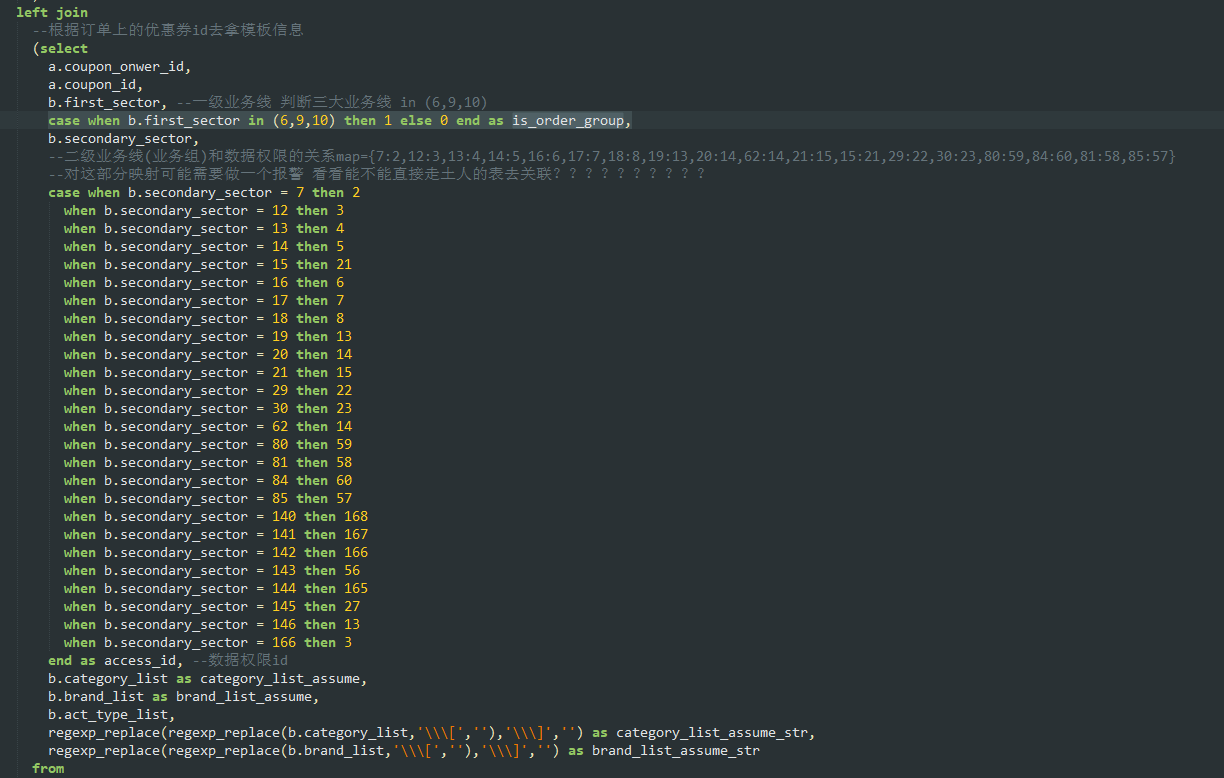 left join
--根据订单上的优惠券id去拿模板信息
(select
a.coupon_onwer_id,
a.coupon_id,
b.first_sector, --一级业务线 判断三大业务线 in (6,9,10)
case when b.first_sector in (6,9,10) then 1 else 0 end as is_order_group,
b.secondary_sector,
--二级业务线(业务组)和数据权限的关系map={7:2,12:3,13:4,14:5,16:6,17:7,18:8,19:13,20:14,62:14,21:15,15:21,29:22,30:23,80:59,84:60,81:58,85:57}
--对这部分映射可能需要做一个报警 看看能不能直接走土人的表去关联？？？？？？？？？？
case when b.secondary_sector = 7 then 2
when b.secondary_sector = 12 then 3
when b.secondary_sector = 13 then 4
when b.secondary_sector = 14 then 5
when b.secondary_sector = 15 then 21
when b.secondary_sector = 16 then 6
when b.secondary_sector = 17 then 7
when b.secondary_sector = 18 then 8
when b.secondary_sector = 19 then 13
when b.secondary_sector = 20 then 14
when b.secondary_sector = 21 then 15
when b.secondary_sector = 29 then 22
when b.secondary_sector = 30 then 23
when b.secondary_sector = 62 then 14
when b.secondary_sector = 80 then 59
when b.secondary_sector = 81 then 58
when b.secondary_sector = 84 then 60
when b.secondary_sector = 85 then 57
when b.secondary_sector = 140 then 168
when b.secondary_sector = 141 then 167
when b.secondary_sector = 142 then 166
when b.secondary_sector = 143 then 56
when b.secondary_sector = 144 then 165
when b.secondary_sector = 145 then 27
when b.secondary_sector = 146 then 13
when b.secondary_sector = 166 then 3
end as access_id, --数据权限id
b.category_list as category_list_assume,
b.brand_list as brand_list_assume,
b.act_type_list,
regexp_replace(regexp_replace(b.category_list,'\\\[',''),'\\\]','') as category_list_assume_str,
regexp_replace(regexp_replace(b.brand_list,'\\\[',''),'\\\]','') as brand_list_assume_str
from